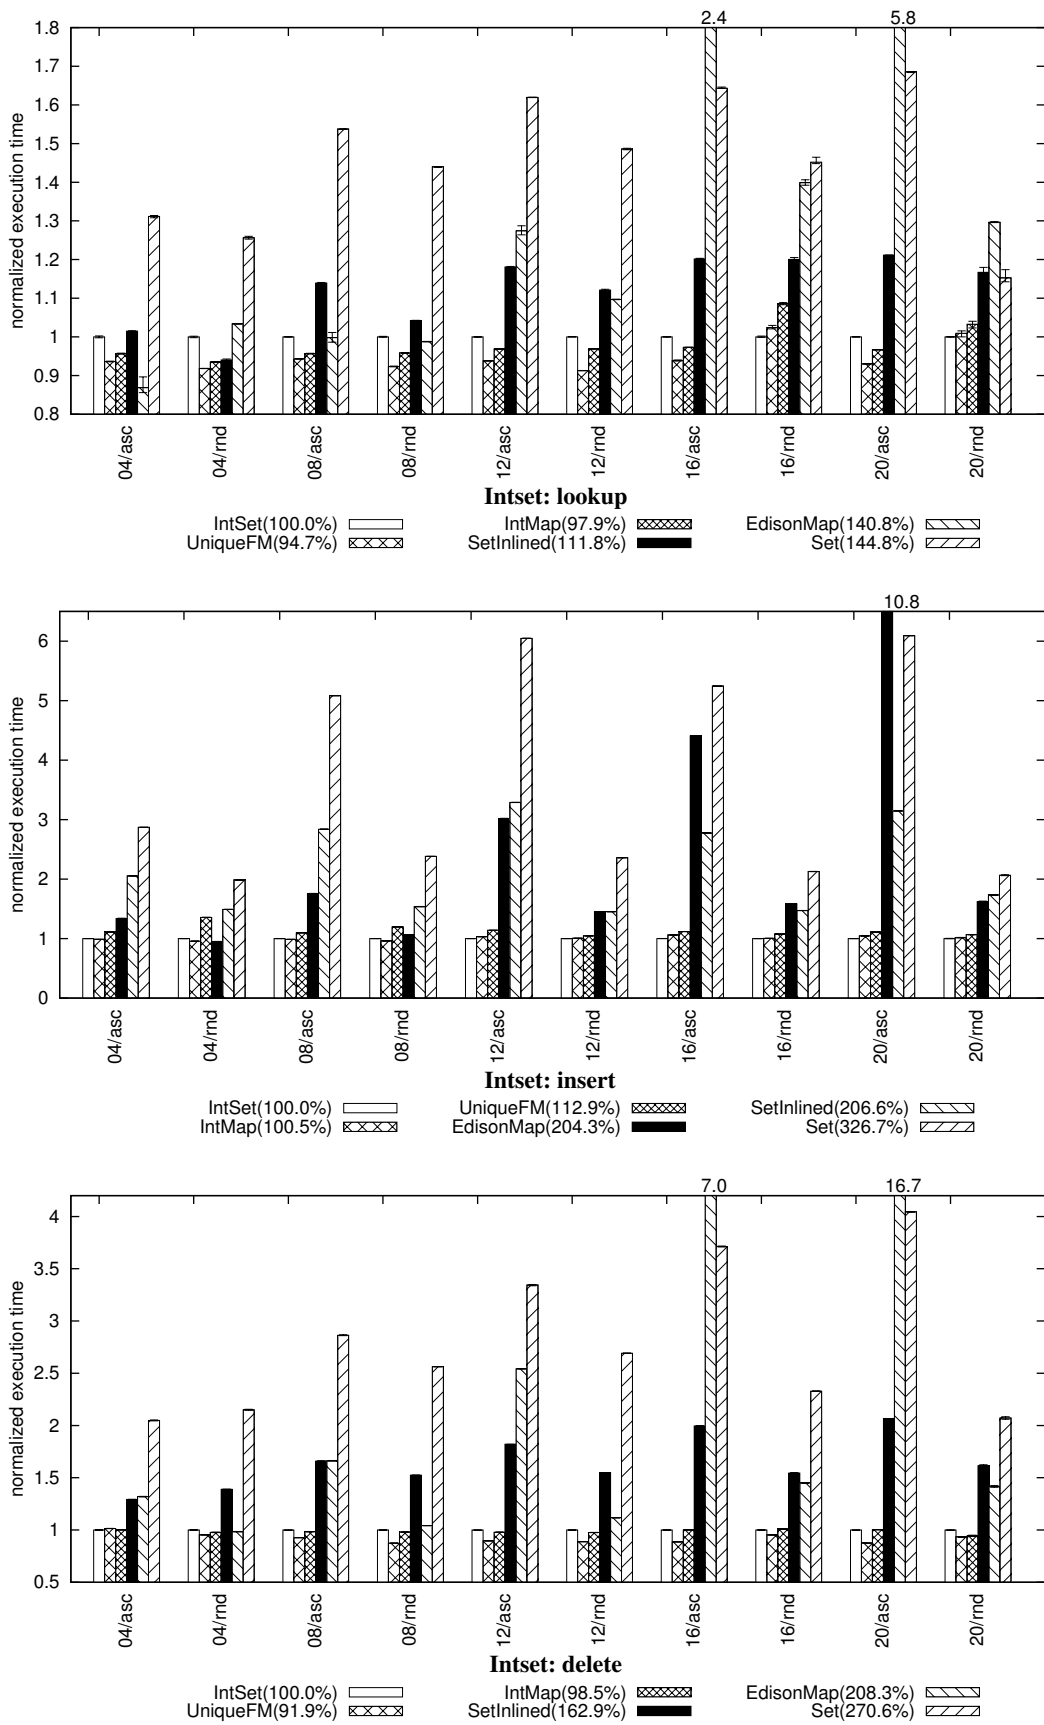 2.4 5.8
1.8
1.7
1.6
1.5
1.4
1.3
1.2
1.1
1
0.9
0.8
normalized execution time
04/asc 04/rnd 08/asc 08/rnd 12/asc 12/rnd 16/asc 16/rnd 20/asc 20/rnd
Intset: lookup
IntSet(100.0%) IntMap(97.9%) EdisonMap(140.8%)
UniqueFM(94.7%) SetInlined(111.8%) Set(144.8%)
10.8
6
5
4
3
2
1
0
normalized execution time
04/asc 04/rnd 08/asc 08/rnd 12/asc 12/rnd 16/asc 16/rnd 20/asc 20/rnd
Intset: insert
IntSet(100.0%) UniqueFM(112.9%) SetInlined(206.6%)
IntMap(100.5%) EdisonMap(204.3%) Set(326.7%)
7.0 16.7
4
3.5
3
2.5
2
1.5
1
0.5
normalized execution time
04/asc 04/rnd 08/asc 08/rnd 12/asc 12/rnd 16/asc 16/rnd 20/asc 20/rnd
Intset: delete
IntSet(100.0%) IntMap(98.5%) EdisonMap(208.3%)
UniqueFM(91.9%) SetInlined(162.9%) Set(270.6%)